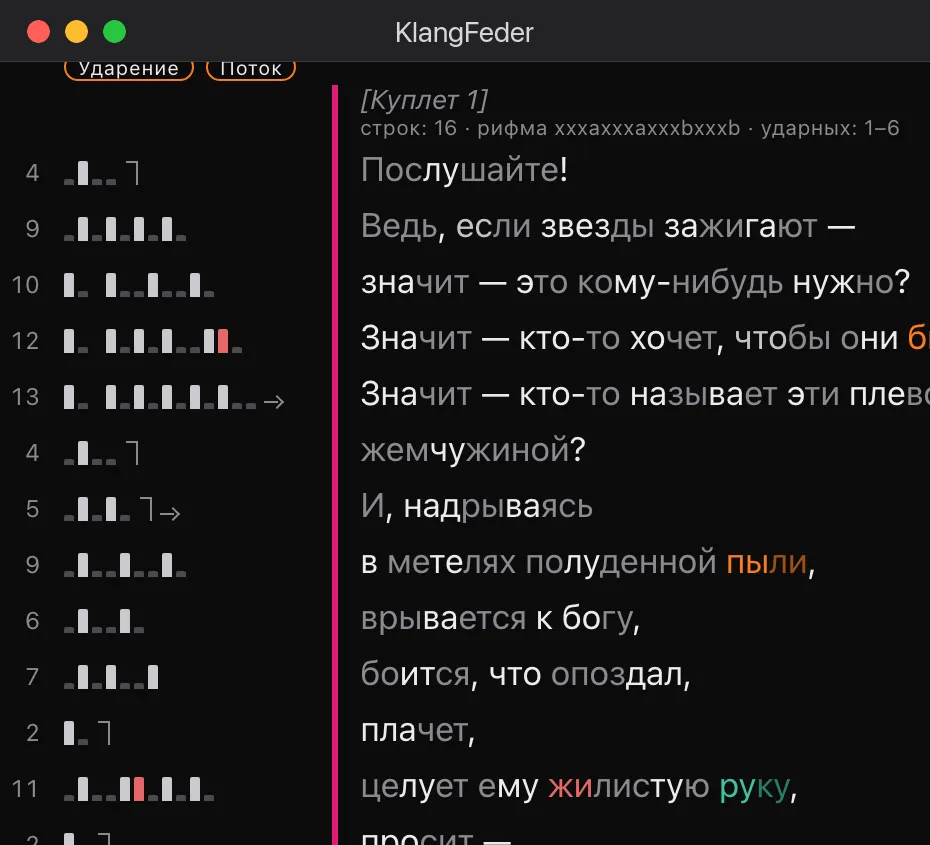 KlangFeder
Ударение Поток
[Куплет 1]
строк: 16 · рифма xxxaxxxaxxxbxxxb · ударных: 1–6
4 Послушайте!
9 Ведь, если звезды зажигают —
10 значит — это кому-нибудь нужно?
12 Значит — кто-то хочет, чтобы они
13 Значит — кто-то называет эти
4 жемчужиной?
5 И, надрываясь
9 в метелях полуденной пыли,
6 врывается к богу,
7 боится, что опоздал,
2 плачет,
11 целует ему жилистую руку,
2 просит —